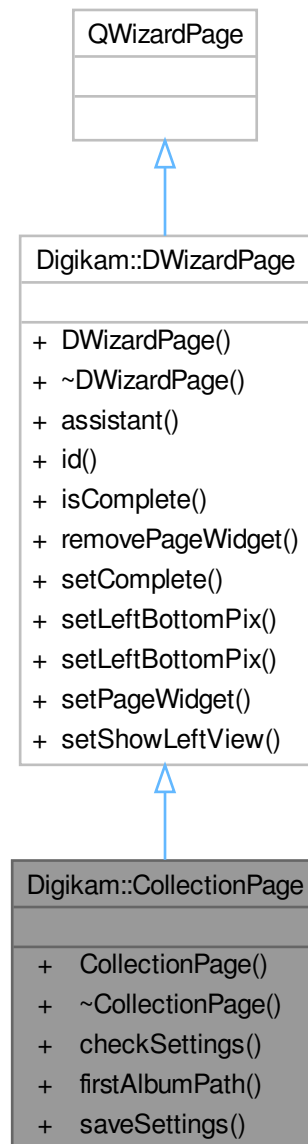 QWizardPage
Digikam::DWizardPage
+ DWizardPage()
+ ~DWizardPage()
+ assistant()
+ id()
+ isComplete()
+ removePageWidget()
+ setComplete()
+ setLeftBottomPix()
+ setLeftBottomPix()
+ setPageWidget()
+ setShowLeftView()
Digikam::CollectionPage
+ CollectionPage()
+ ~CollectionPage()
+ checkSettings()
+ firstAlbumPath()
+ saveSettings()